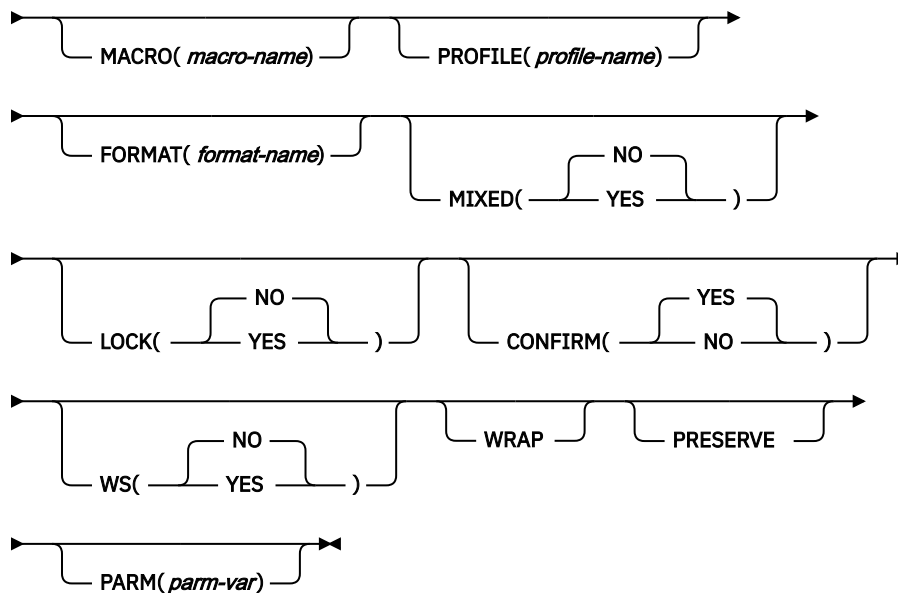 MACRO( macro-name) PROFILE( profile-name)
FORMAT( format-name) MIXED( NO YES )
LOCK( NO YES ) CONFIRM( YES NO )
WS( NO YES ) WRAP PRESERVE
PARM( parm-var)